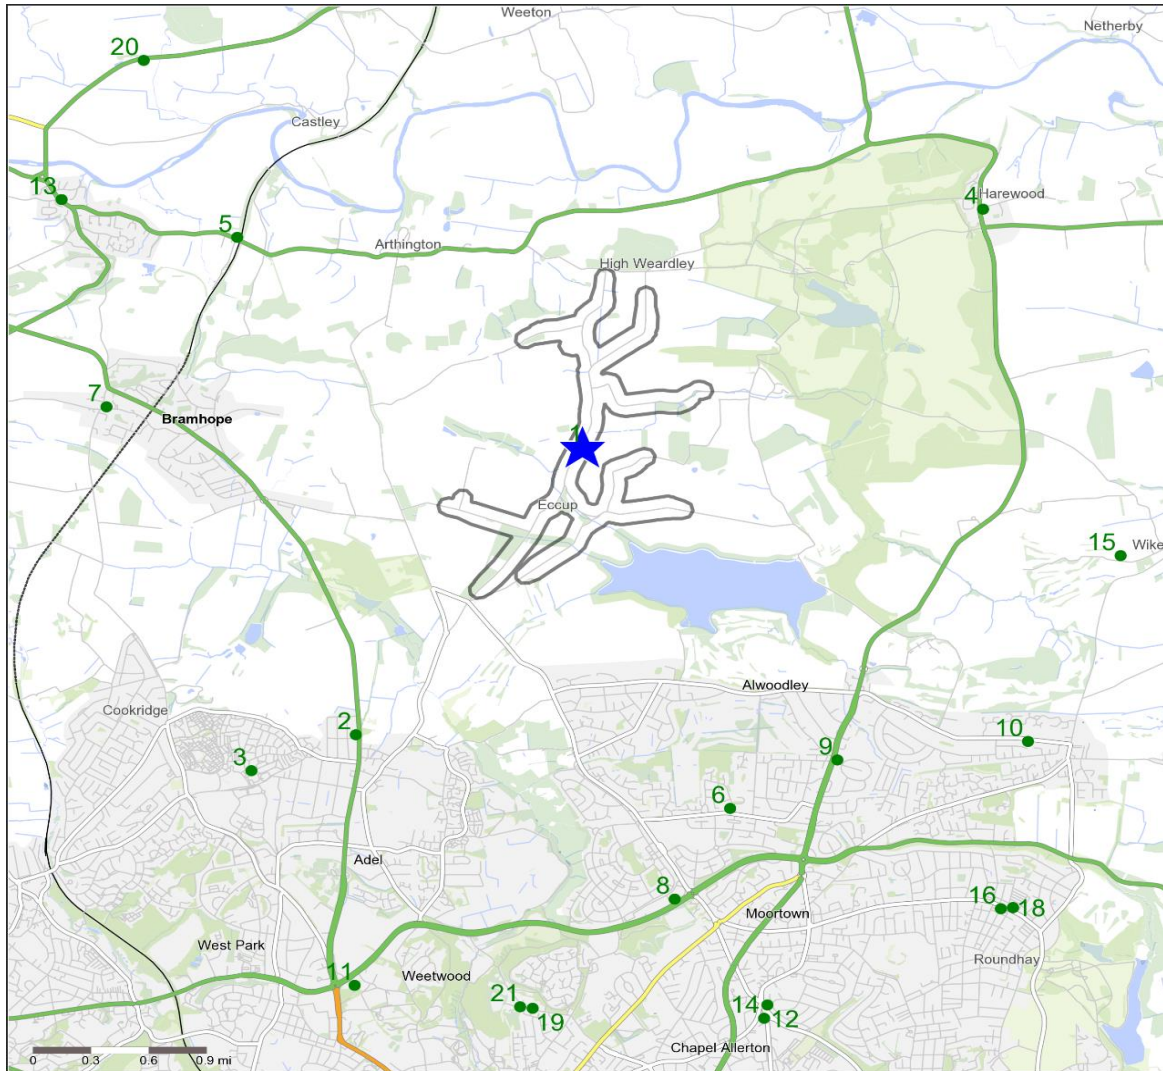 Weeton
Netherby
20
Castley
13
4
Harewood
5
Arthington
High Weardley
7
Bramhope
1
Eccup
15
Wike
Alwoodley
Cookridge
2
10
3
9
6
Adel
8
Moortown
16
18
West Park
Roundhay
11
Weetwood
21
19
14
12
Chapel Allerton
0
0.3
0.6
0.9 mi